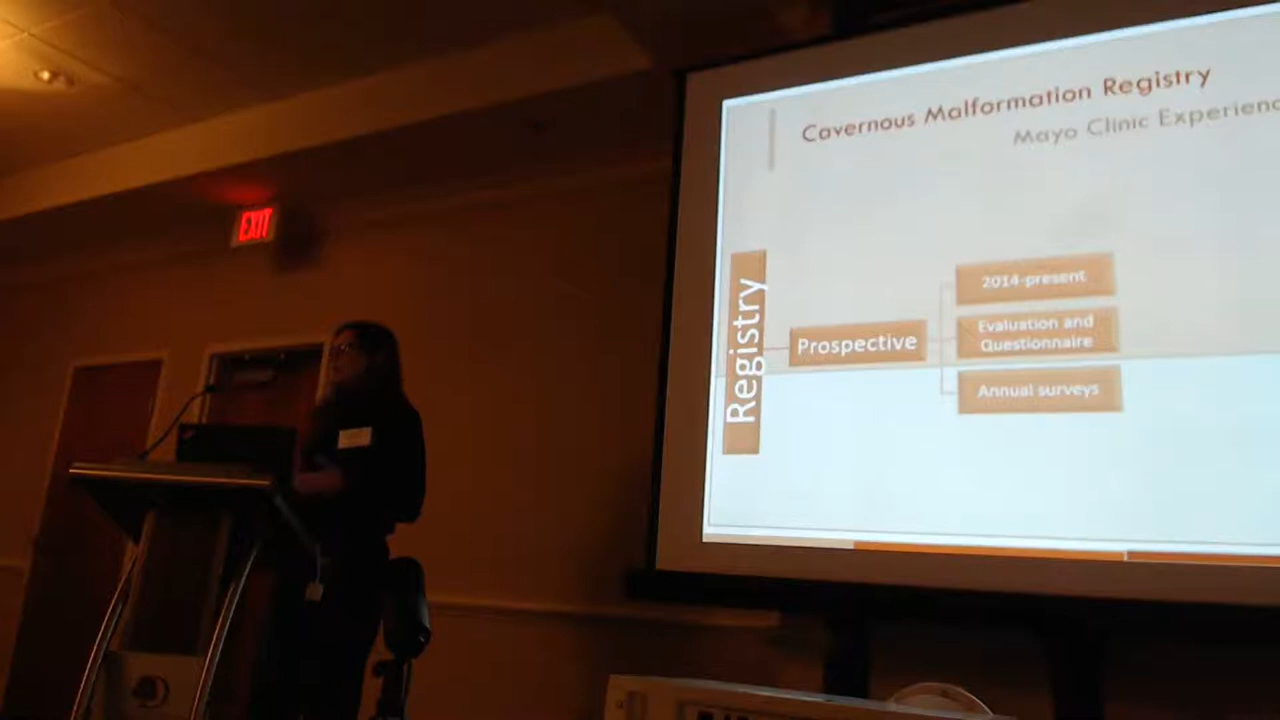 Cavernous Malformation Registry
Mayo Clinic Experienc
EXIT
Registry
Prospective
2014-present
Evaluation and
Questionnaire
Annual surveys